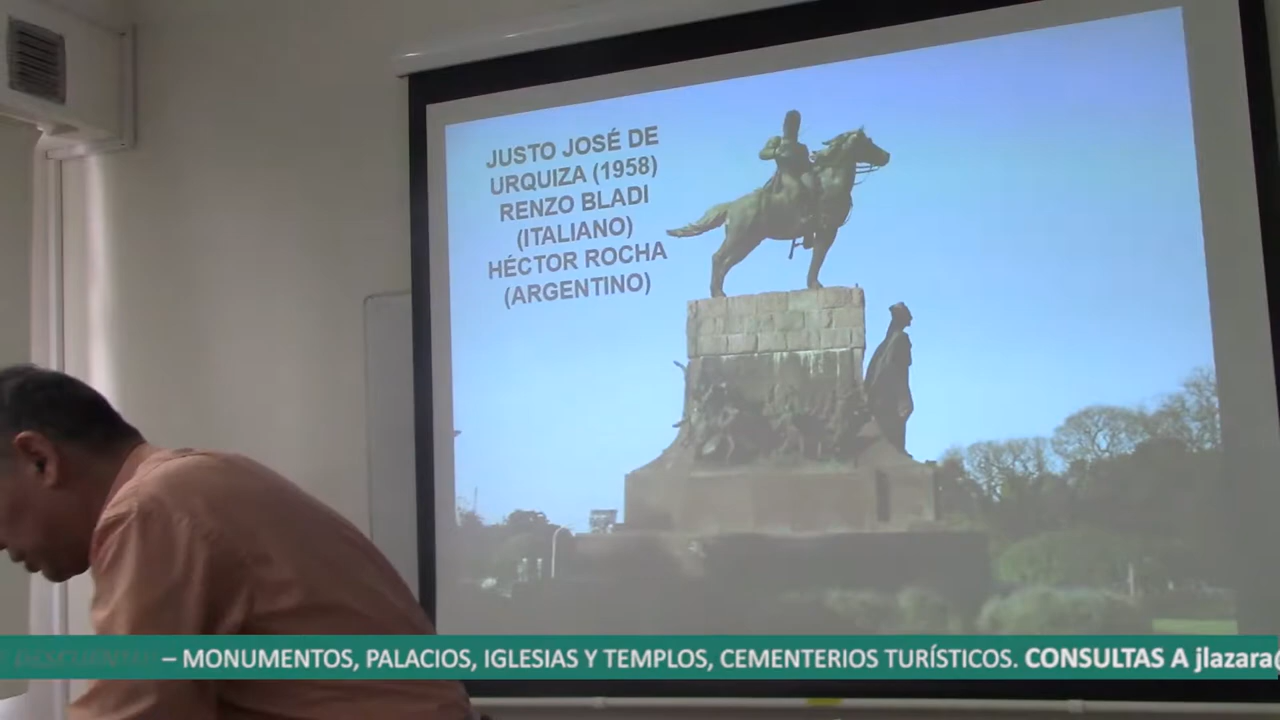 JUSTO JOSÉ DE
URQUIZA (1958)
RENZO BLADI
(ITALIANO)
HÉCTOR ROCHA
(ARGENTINO)
– MONUMENTOS, PALACIOS, IGLESIAS Y TEMPLOS, CEMENTERIOS TURÍSTICOS. CONSULTAS A jlazara@